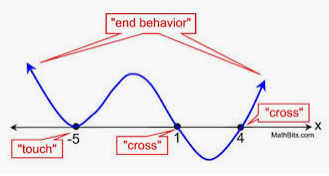 "end behavior"
"touch"
-5
"cross"
1
4
"cross"
x
MathBits.com